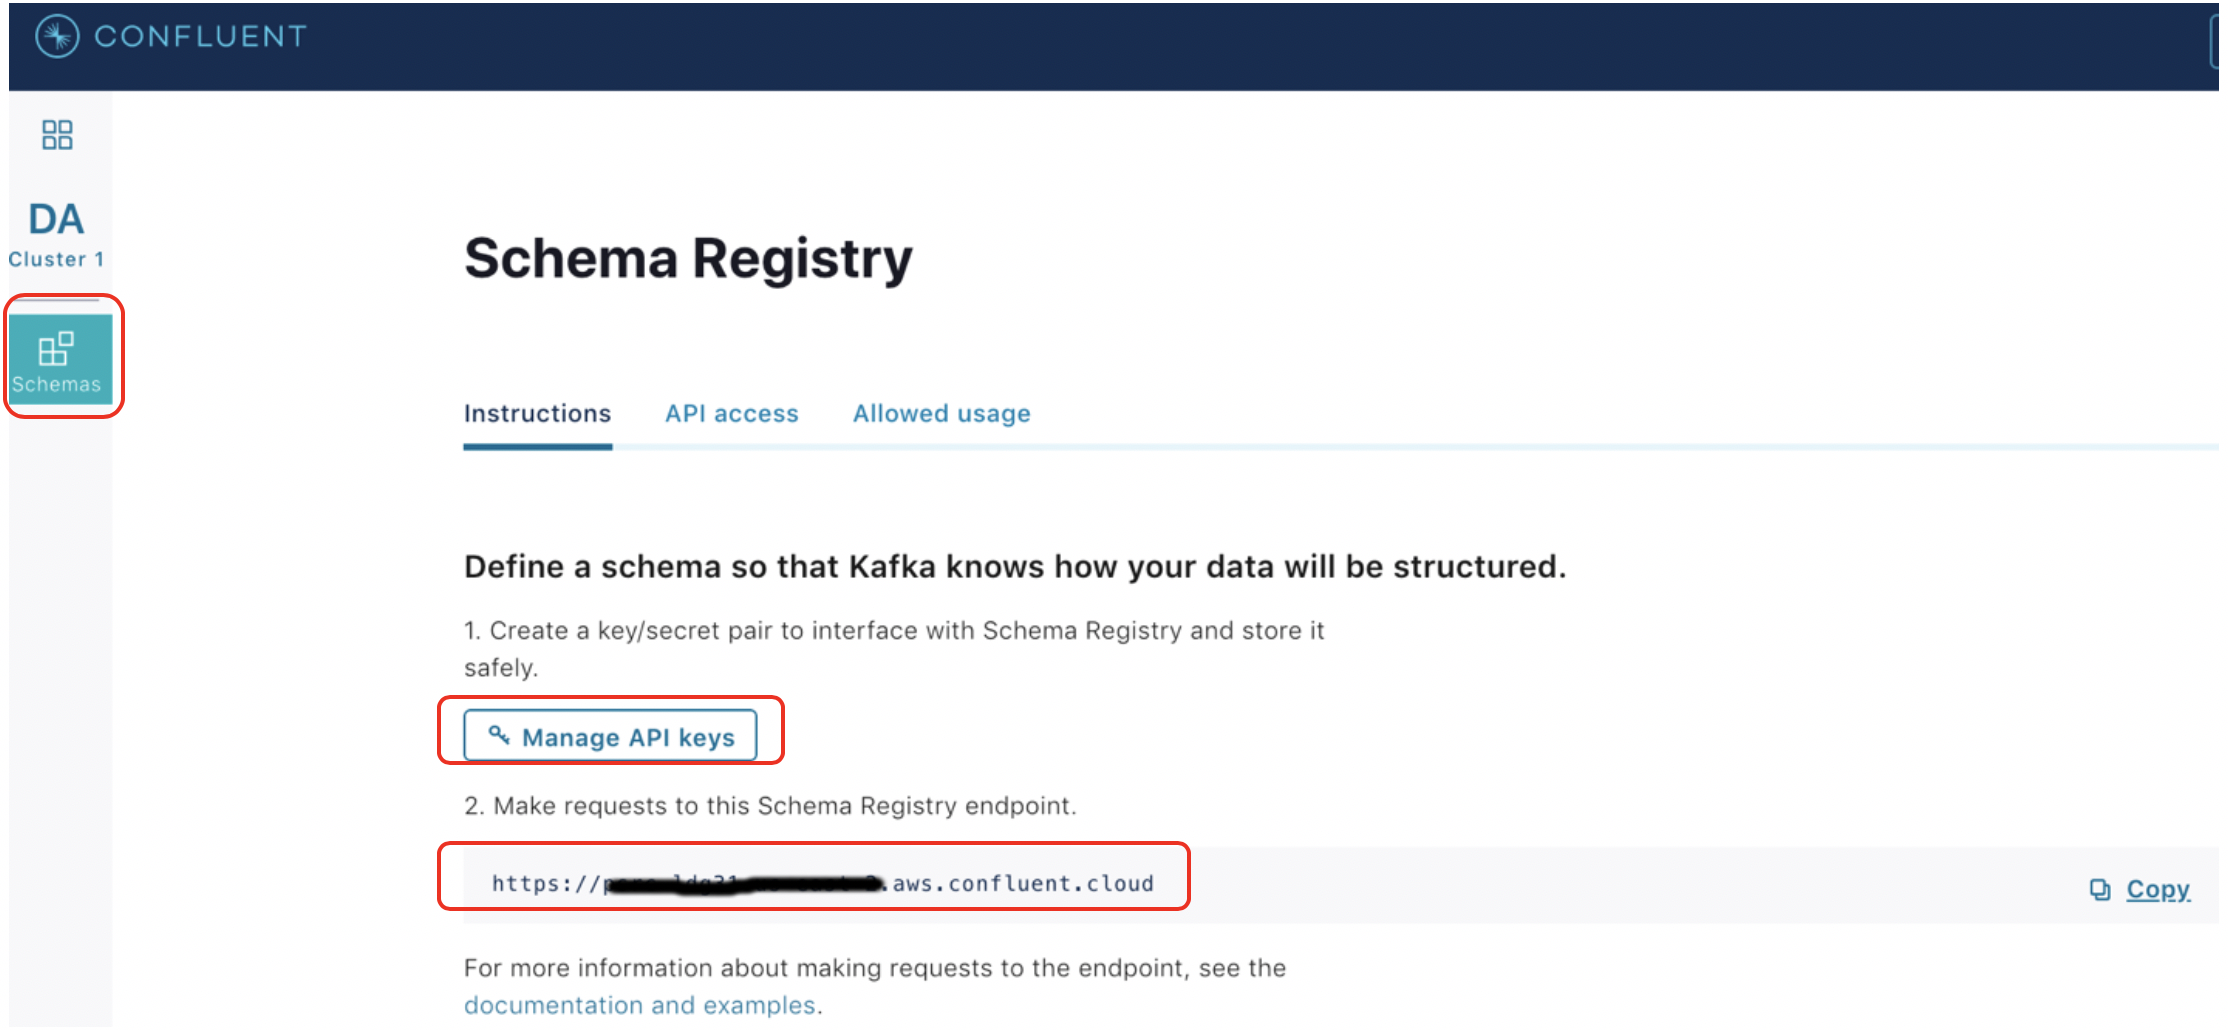 CONFLUENT
DA
Cluster 1
Schemas
Schema Registry
Instructions API access Allowed usage
Define a schema so that Kafka knows how your data will be structured.
1. Create a key/secret pair to interface with Schema Registry and store it
safely.
Manage API keys
2. Make requests to this Schema Registry endpoint.
https:// .aws.confluent.cloud
Copy
For more information about making requests to the endpoint, see the
documentation and examples.